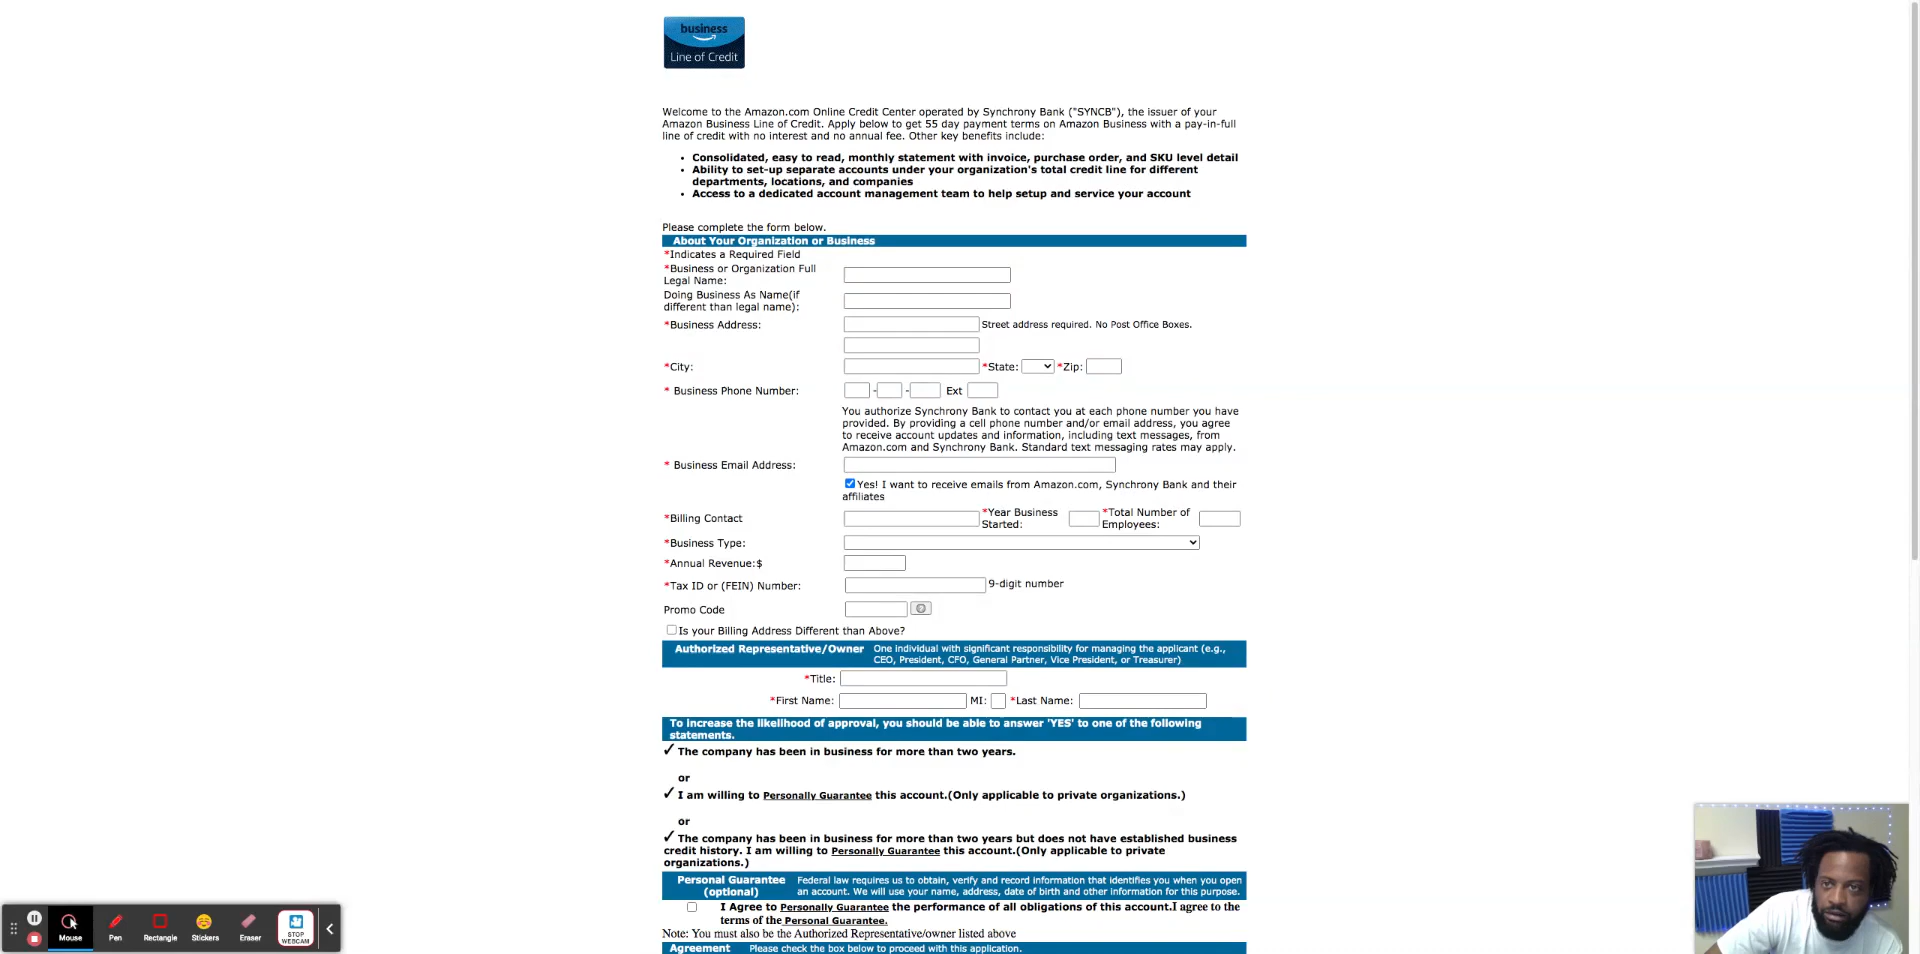 business
Line of Credit
Welcome to the Amazon.com Online Credit Center operated by Synchrony Bank ("SYNCB"), the issuer of your
Amazon Business Line of Credit. Apply below to get 55 day payment terms on Amazon Business with a pay-in-full
line of credit with no interest and no annual fee. Other key benefits include:
• Consolidated, easy to read, monthly statement with invoice, purchase order, and SKU level detail
• Ability to set-up separate accounts under your organization's total credit line for different
departments, locations, and companies
• Access to a dedicated account management team to help setup and service your account
Please complete the form below.
About Your Organization or Business
*Indicates a Required Field
*Business or Organization Full
Legal Name:
Doing Business As Name(if
different than legal name):
*Business Address: Street address required. No Post Office Boxes.
*City: *State: *Zip:
* Business Phone Number: - - Ext
You authorize Synchrony Bank to contact you at each phone number you have
provided. By providing a cell phone number and/or email address, you agree
to receive account updates and information, including text messages, from
Amazon.com and Synchrony Bank. Standard text messaging rates may apply.
* Business Email Address:
Yes! I want to receive emails from Amazon.com, Synchrony Bank and their
affiliates
*Billing Contact *Year Business Started: *Total Number of Employees:
*Business Type:
*Annual Revenue:$
*Tax ID or (FEIN) Number: 9-digit number
Promo Code
Is your Billing Address Different than Above?
Authorized Representative/Owner One individual with significant responsibility for managing the applicant (e.g.,
CEO, President, CFO, General Partner, Vice President, or Treasurer)
*Title:
*First Name: MI: *Last Name:
To increase the likelihood of approval, you should be able to answer 'YES' to one of the following
statements.
✓ The company has been in business for more than two years.
or
✓ I am willing to Personally Guarantee this account.(Only applicable to private organizations.)
or
✓ The company has been in business for more than two years but does not have established business
credit history. I am willing to Personally Guarantee this account.(Only applicable to private
organizations.)
Personal Guarantee (optional) Federal law requires us to obtain, verify and record information that identifies you when you open
an account. We will use your name, address, date of birth and other information for this purpose.
I Agree to Personally Guarantee the performance of all obligations of this account.I agree to the
terms of the Personal Guarantee.
Note: You must also be the Authorized Representative/owner listed above
Agreement Please check the box below to proceed with this application.
Mouse Pen Rectangle Stickers Eraser STOP WEBCAM